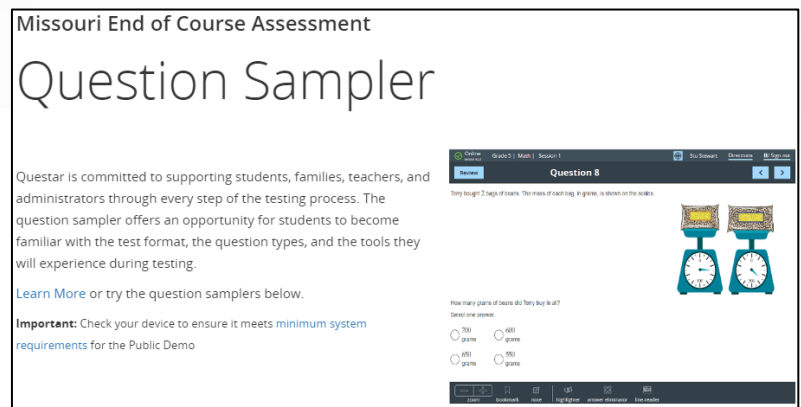 Missouri End of Course Assessment
Question Sampler
Questar is committed to supporting students, families, teachers, and
administrators through every step of the testing process. The
question sampler offers an opportunity for students to become
familiar with the test format, the question types, and the tools they
will experience during testing.
Learn More or try the question samplers below.
Important: Check your device to ensure it meets minimum system
requirements for the Public Demo
Online Grade 5 | Math | Session 1 Stu Stewart Directions Sign out
Review Question 8
Terry bought 2 bags of beans. The mass of each bag, in grams, is shown on the scales.
How many grams of beans did Terry buy in all?
Select one answer.
700 grams 600 grams
650 grams 550 grams
zoom bookmark note highlighter answer eliminator line-reader